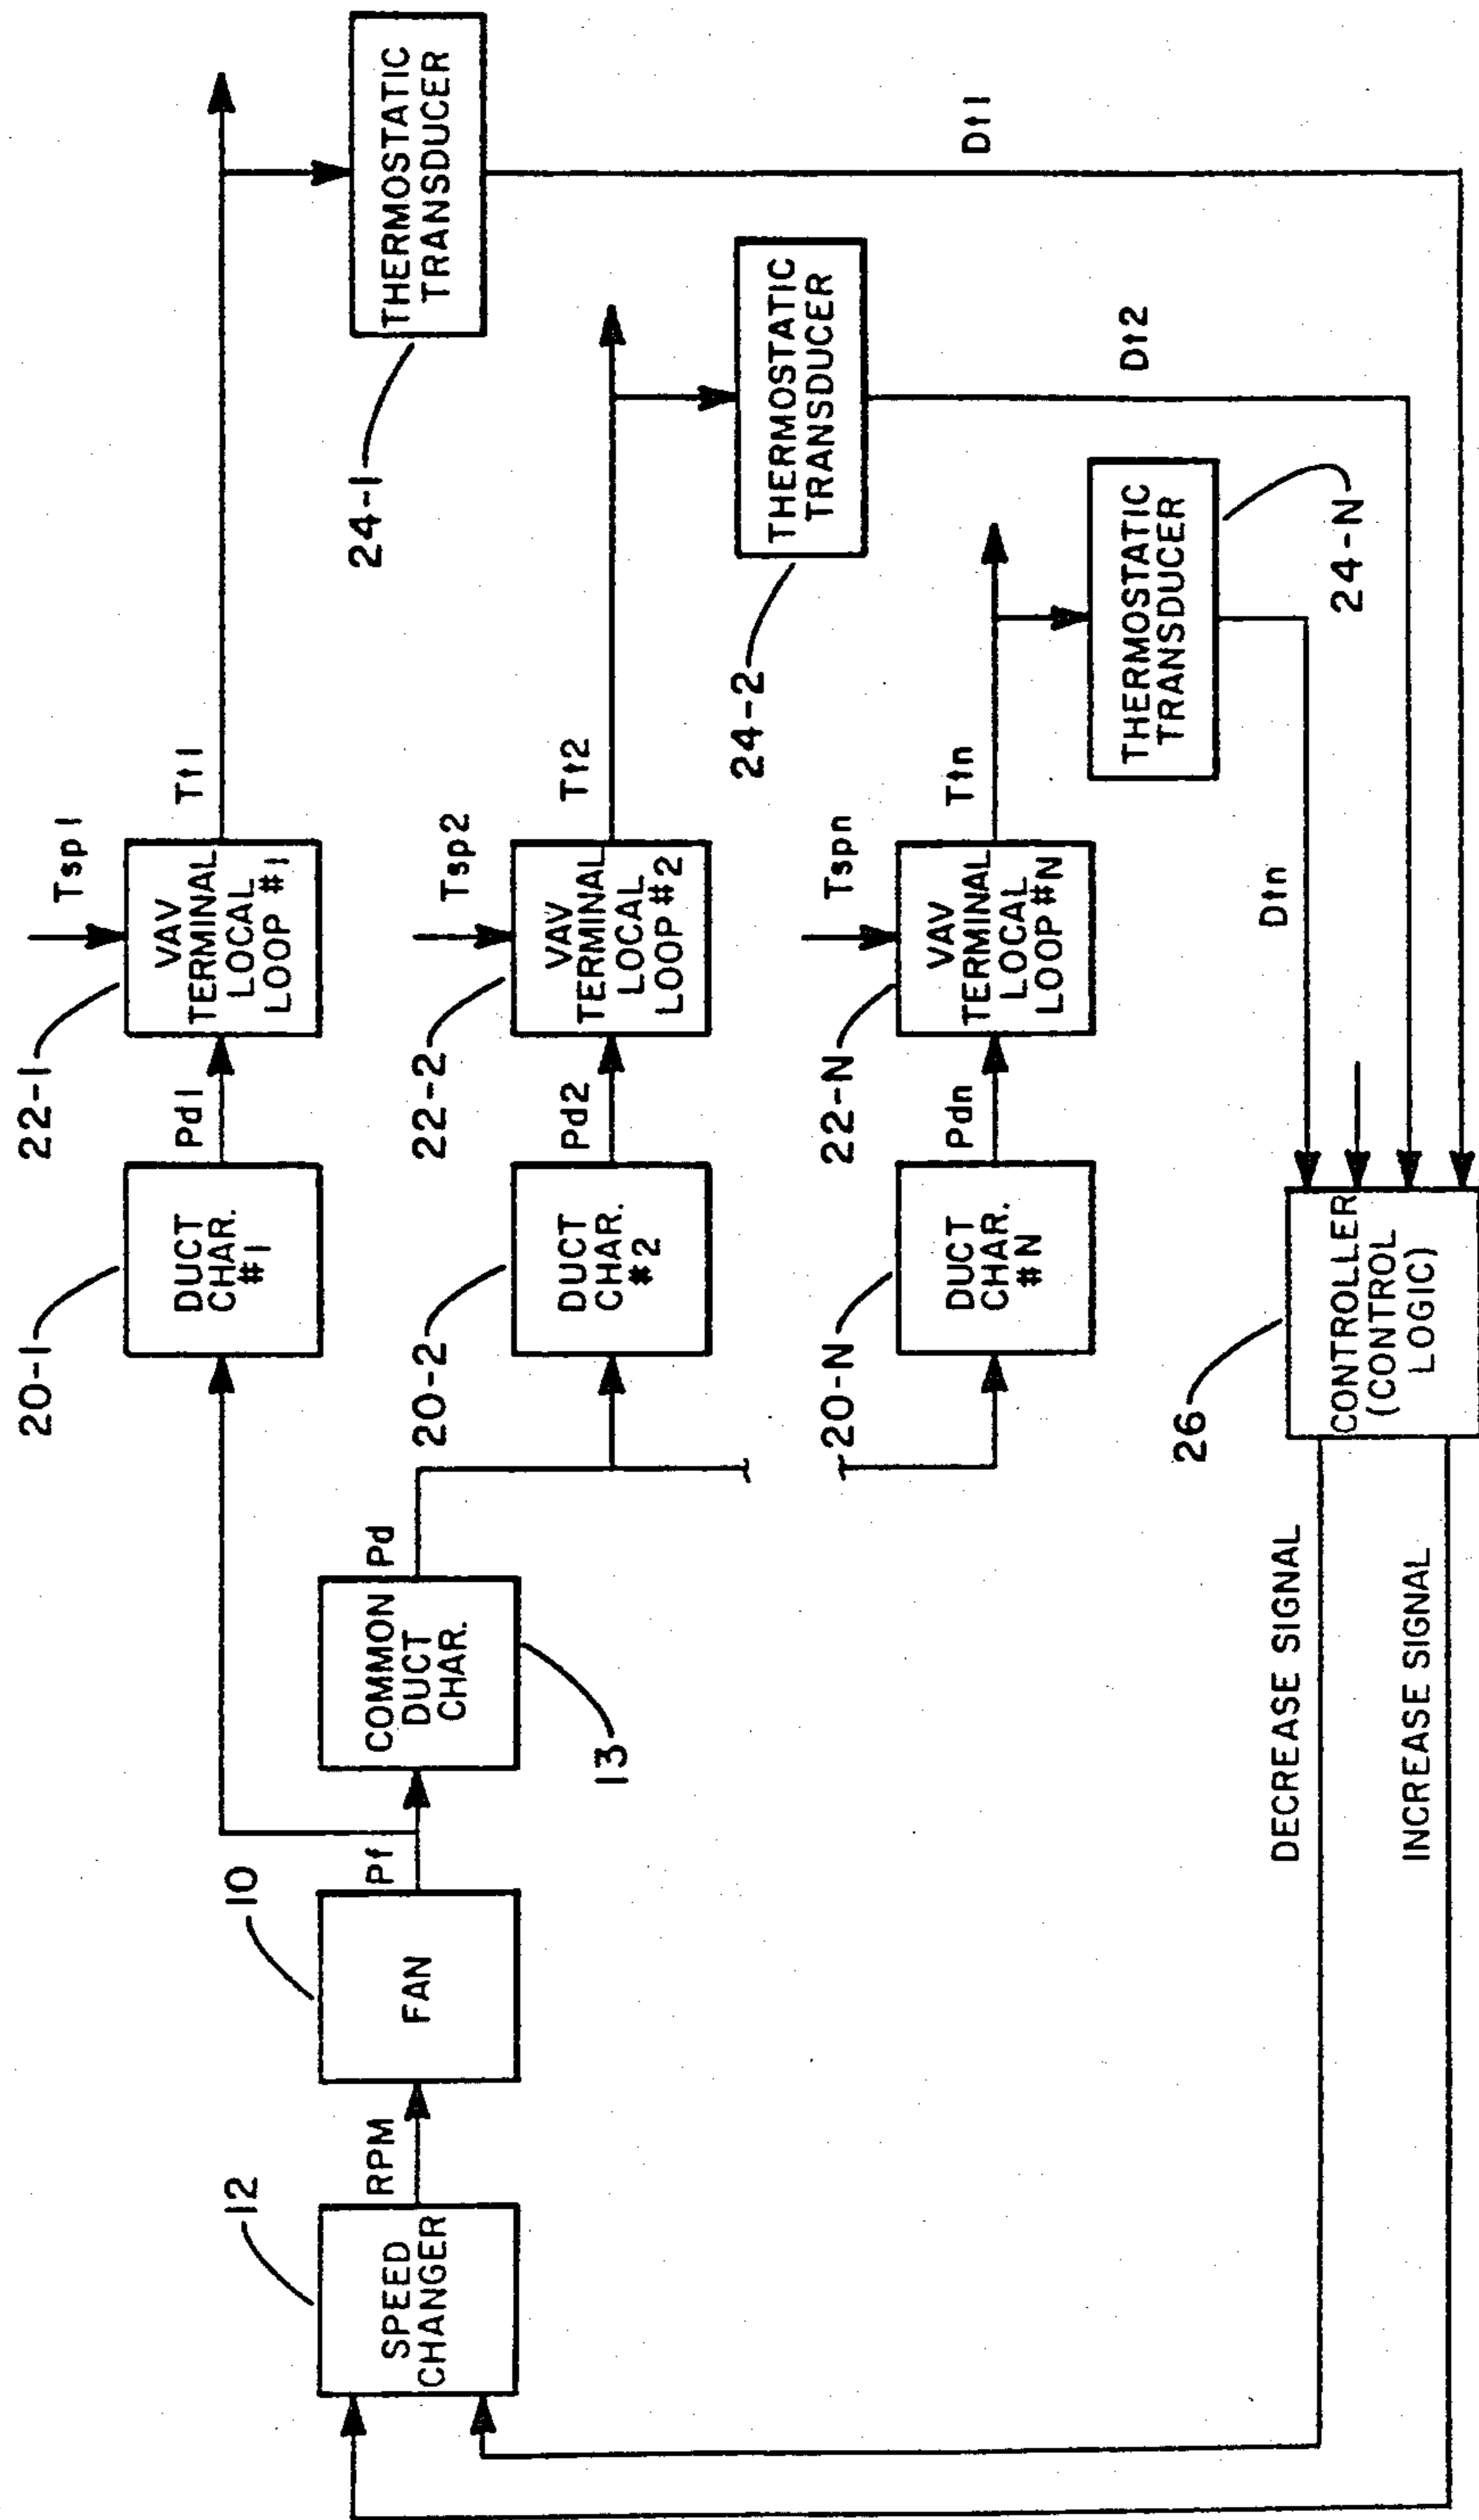 12
SPEED
CHANGER
RPM
10
FAN
Pf
13
COMMON
DUCT
CHAR.
Pd
20-1
DUCT
CHAR.
#1
Pd1
22-1
Tsp1
VAV
TERMINAL
LOCAL
LOOP #1
Tt1
24-1
THERMOSTATIC
TRANSDUCER
Dt1
20-2
DUCT
CHAR.
#2
Pd2
22-2
Tsp2
VAV
TERMINAL
LOCAL
LOOP #2
Tt2
24-2
THERMOSTATIC
TRANSDUCER
Dt2
20-N
DUCT
CHAR.
#N
Pdn
22-N
Tspn
VAV
TERMINAL
LOCAL
LOOP #N
Ttn
24-N
THERMOSTATIC
TRANSDUCER
Dtn
26
CONTROLLER
(CONTROL
LOGIC)
DECREASE SIGNAL
INCREASE SIGNAL